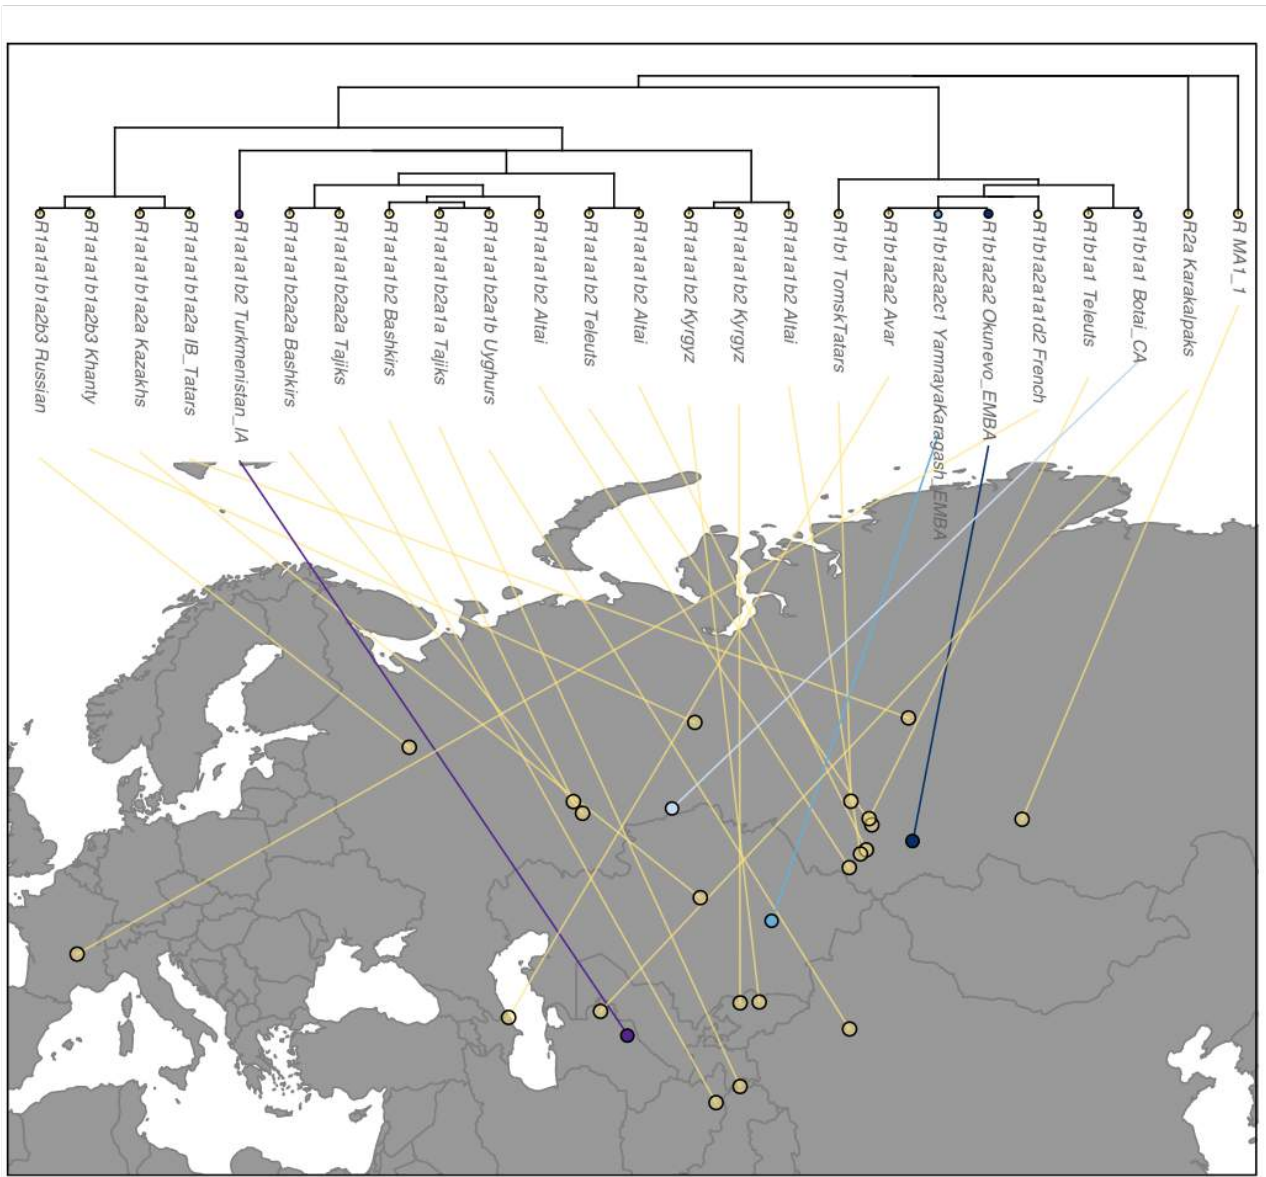 R1a1a1b1a2b3 Russian
R1a1a1b1a2b3 Khanty
R1a1a1b1a2a Kazakhs
R1a1a1b1a2a IB_Tatars
R1a1a1b2 Turkmenistan_IA
R1a1a1b2a2a Bashkirs
R1a1a1b2a2a Tajiks
R1a1a1b2 Bashkirs
R1a1a1b2a1a Tajiks
R1a1a1b2a1b Uyghurs
R1a1a1b2 Altai
R1a1a1b2 Teleuts
R1a1a1b2 Altai
R1a1a1b2 Kyrgyz
R1a1a1b2 Kyrgyz
R1a1a1b2 Altai
R1b1 TomskTatars
R1b1a2a2 Avar
R1b1a2a2c1 YamnayaKaragash_EMBA
R1b1a2a2 Okunevo_EMBA
R1b1a2a1a1d2 French
R1b1a1 Teleuts
R1b1a1 Botai_CA
R2a Karakalpaks
R MA1_1